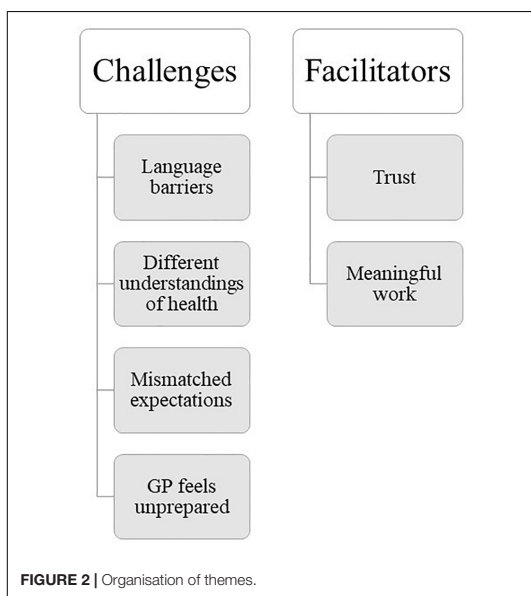 Challenges
Language
barriers
Different
understandings
of health
Mismatched
expectations
GP feels
unprepared
Facilitators
Trust
Meaningful
work
FIGURE 2 | Organisation of themes.